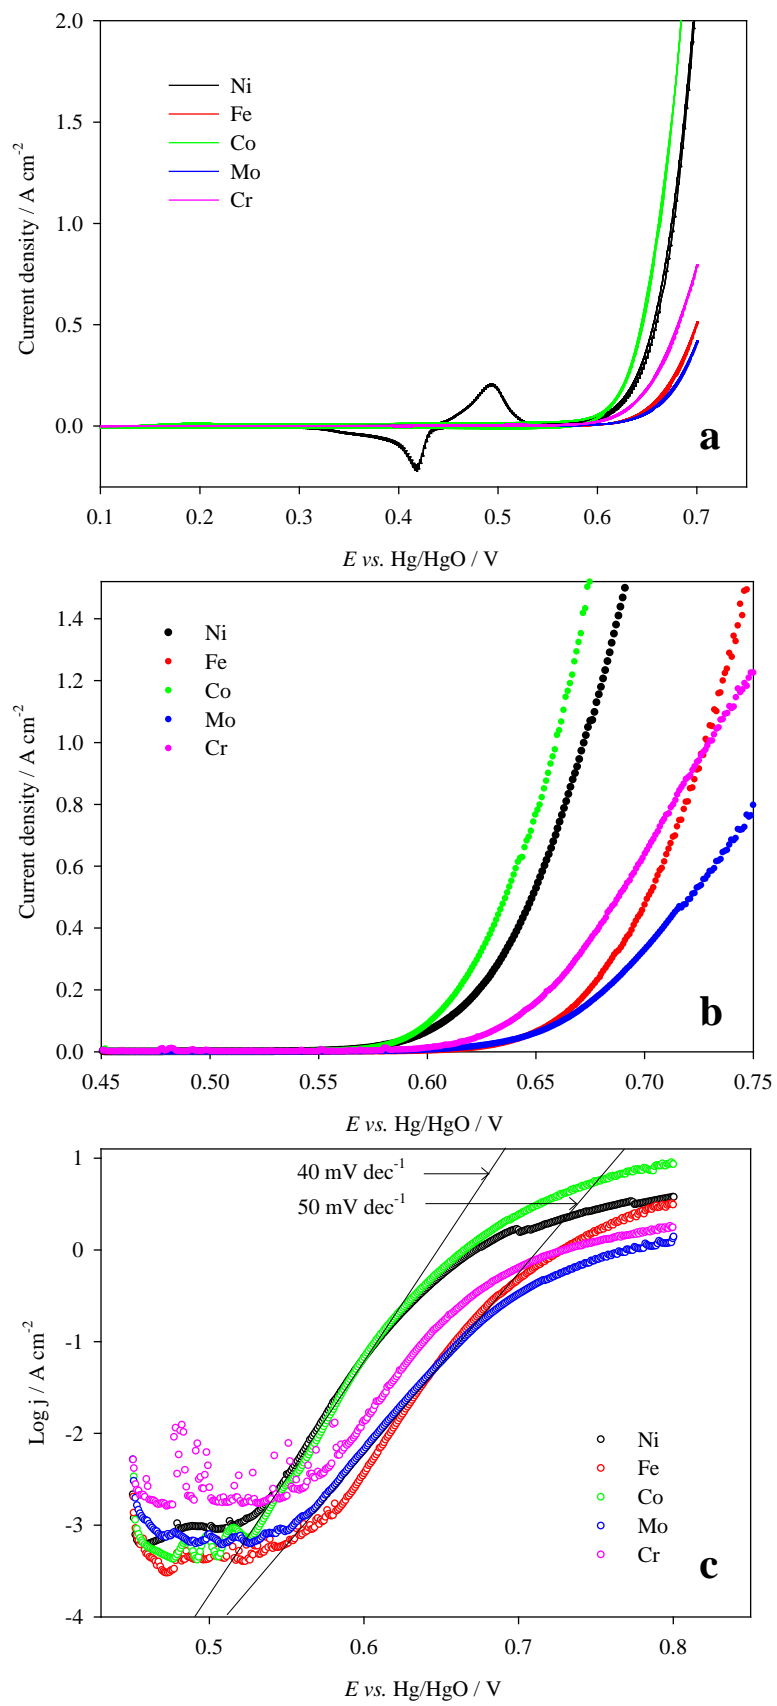 2.0
1.5
1.0
0.5
0.0
Current density / A cm-2
Ni
Fe
Co
Mo
Cr
a
0.1 0.2 0.3 0.4 0.5 0.6 0.7
E vs. Hg/HgO / V
1.4
1.2
1.0
0.8
0.6
0.4
0.2
0.0
Current density / A cm-2
Ni
Fe
Co
Mo
Cr
b
0.45 0.50 0.55 0.60 0.65 0.70 0.75
E vs. Hg/HgO / V
1
0
-1
-2
-3
-4
Log j / A cm-2
40 mV dec-1
50 mV dec-1
Ni
Fe
Co
Mo
Cr
c
0.5 0.6 0.7 0.8
E vs. Hg/HgO / V